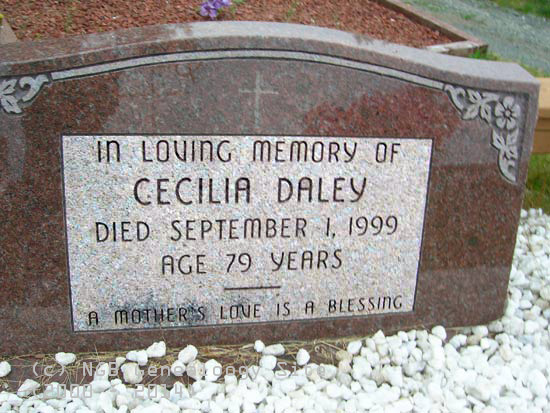 IN LOVING MEMORY OF
CECILIA DALEY
DIED SEPTEMBER 1, 1999
AGE 79 YEARS
A MOTHER'S LOVE IS A BLESSING
(c)